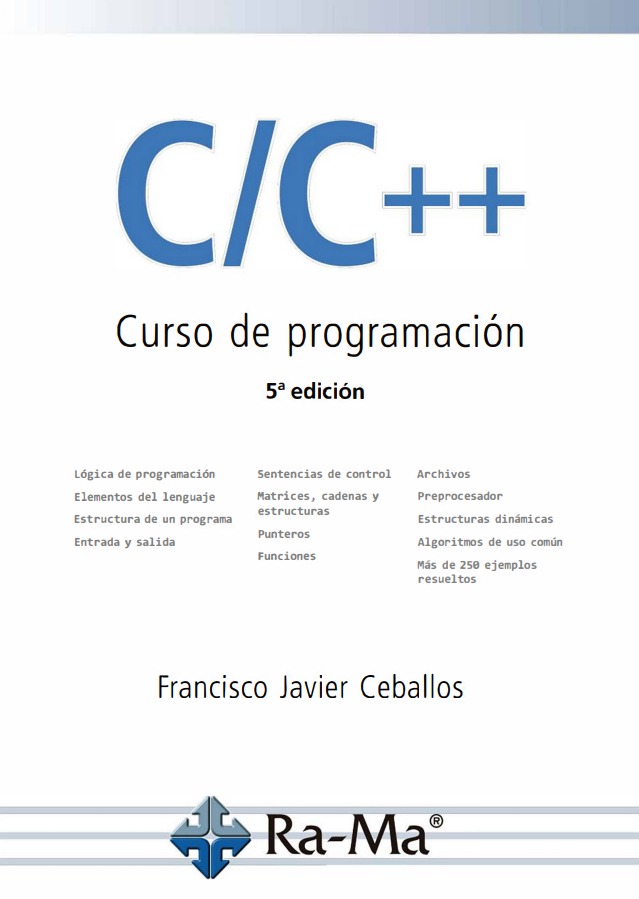 C/C++
Curso de programación
5ª edición
Lógica de programación
Elementos del lenguaje
Estructura de un programa
Entrada y salida
Sentencias de control
Matrices, cadenas y
estructuras
Punteros
Funciones
Archivos
Preprocesador
Estructuras dinámicas
Algoritmos de uso común
Más de 250 ejemplos
resueltos
Francisco Javier Ceballos
Ra-Ma®